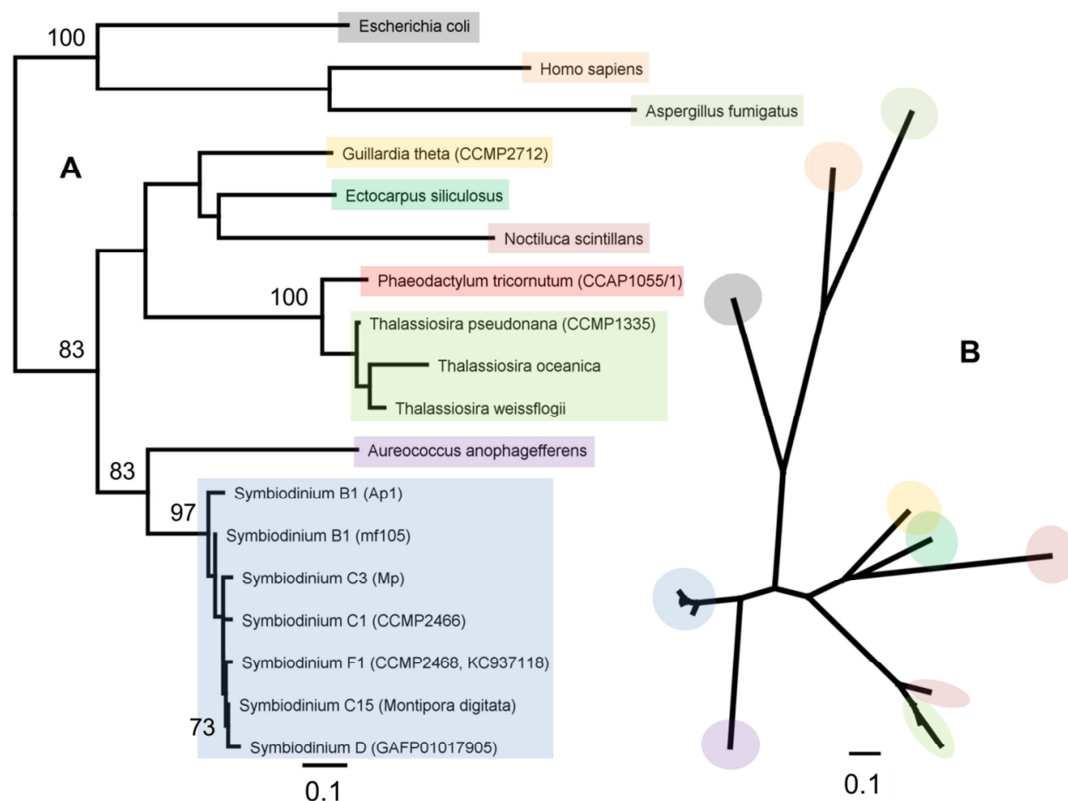 100
Escherichia coli
Homo sapiens
Aspergillus fumigatus
A
Guillardia theta (CCMP2712)
Ectocarpus siliculosus
Noctiluca scintillans
100
Phaeodactylum tricornutum (CCAP1055/1)
Thalassiosira pseudonana (CCMP1335)
Thalassiosira oceanica
Thalassiosira weissflogii
83
Aureococcus anophagefferens
83
97
Symbiodinium B1 (Ap1)
Symbiodinium B1 (mf105)
Symbiodinium C3 (Mp)
Symbiodinium C1 (CCMP2466)
Symbiodinium F1 (CCMP2468, KC937118)
Symbiodinium C15 (Montipora digitata)
73
Symbiodinium D (GAFP01017905)
0.1
B
0.1